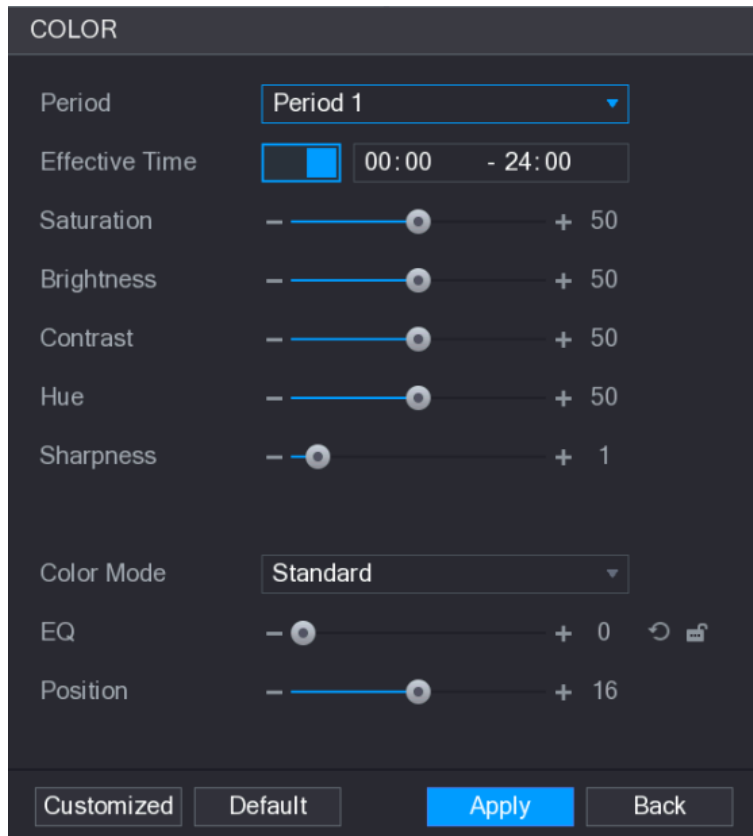 COLOR
Period Period 1
Effective Time 00:00 - 24:00
Saturation - + 50
Brightness - + 50
Contrast - + 50
Hue - + 50
Sharpness - + 1
Color Mode Standard
EQ - + 0
Position - + 16
Customized Default Apply Back